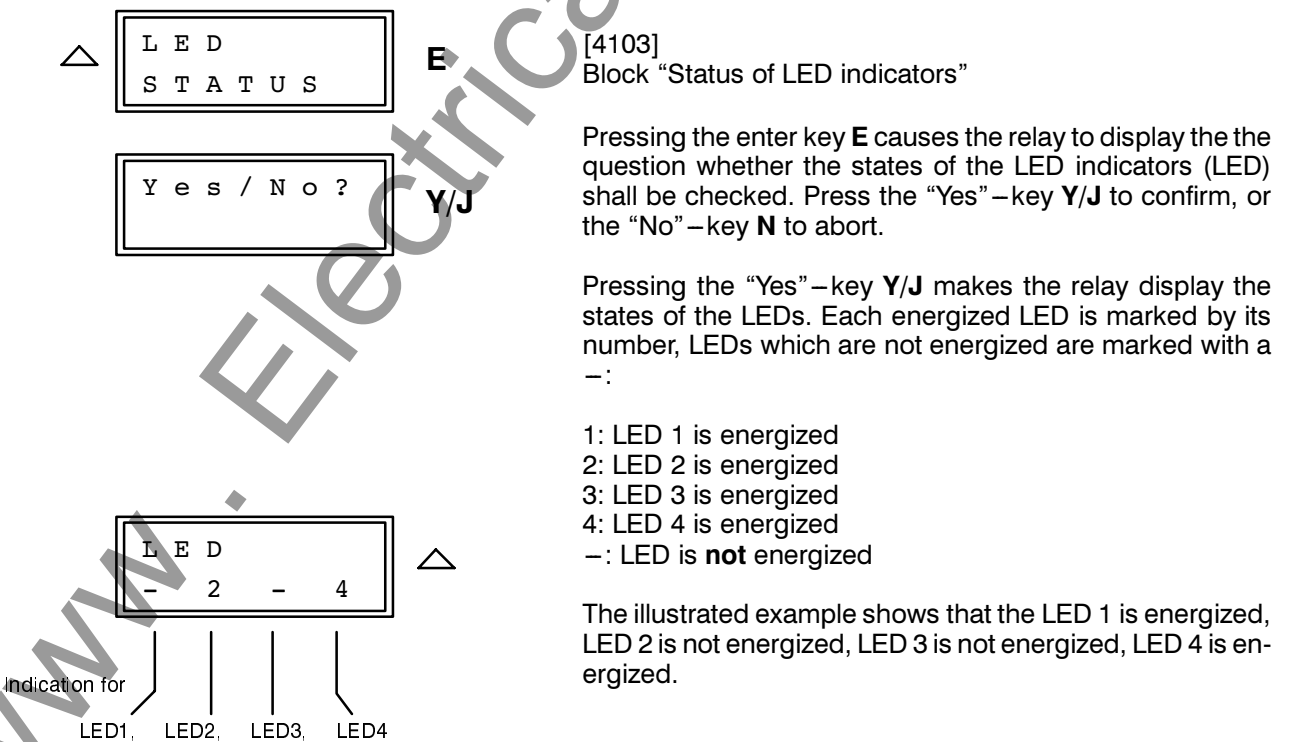 L E D
S T A T U S
E
[4103]
Block “Status of LED indicators”
Y e s / N o ?
Y/J
Pressing the enter key E causes the relay to display the the
question whether the states of the LED indicators (LED)
shall be checked. Press the “Yes”–key Y/J to confirm, or
the “No”–key N to abort.
Pressing the “Yes”–key Y/J makes the relay display the
states of the LEDs. Each energized LED is marked by its
number, LEDs which are not energized are marked with a
–:
1: LED 1 is energized
2: LED 2 is energized
3: LED 3 is energized
4: LED 4 is energized
–: LED is not energized
L E D
– 2 – 4
The illustrated example shows that the LED 1 is energized,
LED 2 is not energized, LED 3 is not energized, LED 4 is en-
ergized.
Indication for
LED1, LED2, LED3, LED4
www . Electrica